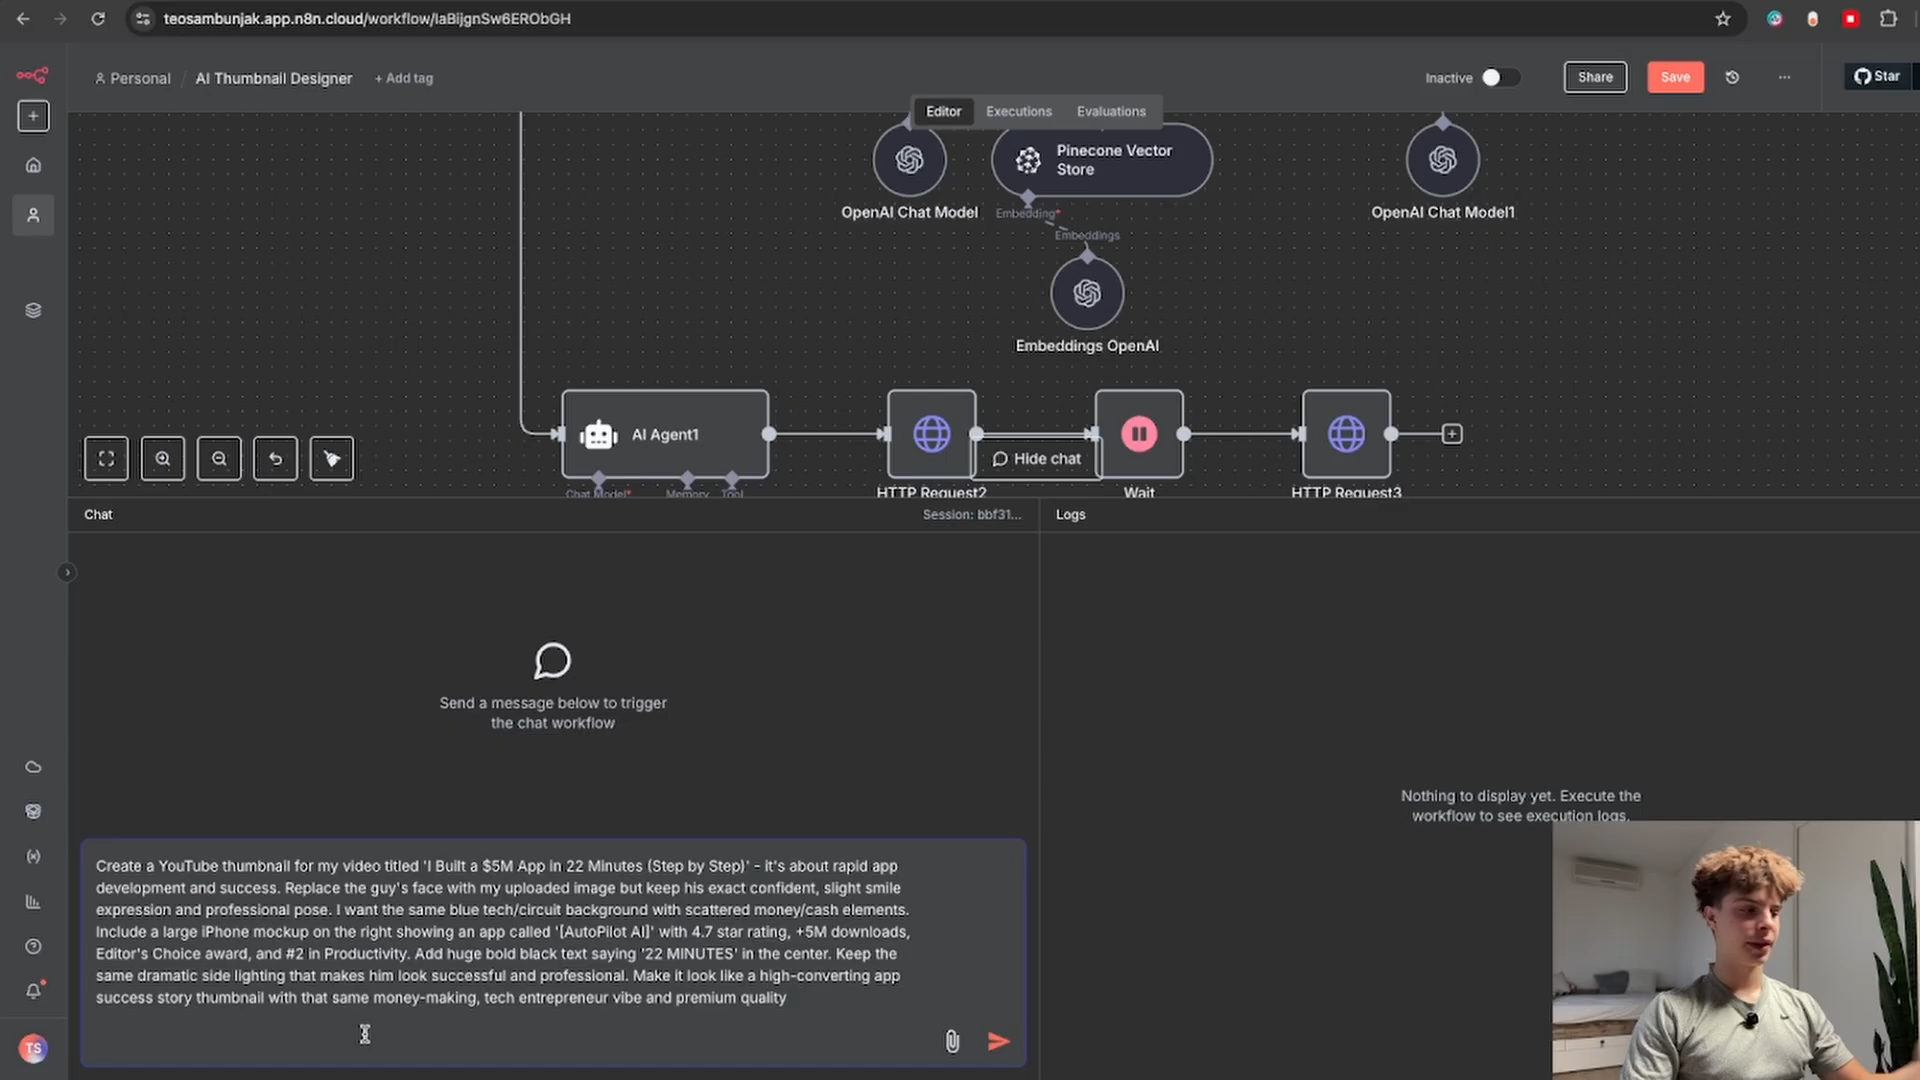 teosambunjak.app.n8n.cloud/workflow/IaBijgnSw6ERObGH
Personal / AI Thumbnail Designer + Add tag
Inactive
Share
Save
Star
Editor Executions Evaluations
Pinecone Vector
Store
OpenAI Chat Model
Embedding*
Embeddings
OpenAI Chat Model1
Embeddings OpenAI
AI Agent1
Hide chat
Chat Model*
Memory
Tool
HTTP Request2
Wait
HTTP Request3
Chat
Session: bbf31...
Logs
Send a message below to trigger
the chat workflow
Nothing to display yet. Execute the
workflow to see execution logs.
Create a YouTube thumbnail for my video titled 'I Built a $5M App in 22 Minutes (Step by Step)' - it's about rapid app
development and success. Replace the guy's face with my uploaded image but keep his exact confident, slight smile
expression and professional pose. I want the same blue tech/circuit background with scattered money/cash elements.
Include a large iPhone mockup on the right showing an app called '[AutoPilot AI]' with 4.7 star rating, +5M downloads,
Editor's Choice award, and #2 in Productivity. Add huge bold black text saying '22 MINUTES' in the center. Keep the
same dramatic side lighting that makes him look successful and professional. Make it look like a high-converting app
success story thumbnail with that same money-making, tech entrepreneur vibe and premium quality
TS